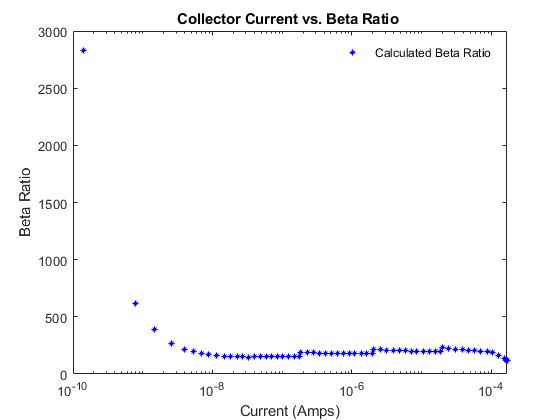 Collector Current vs. Beta Ratio
Calculated Beta Ratio
Beta Ratio
3000
2500
2000
1500
1000
500
0
10^-10
10^-8
10^-6
10^-4
Current (Amps)